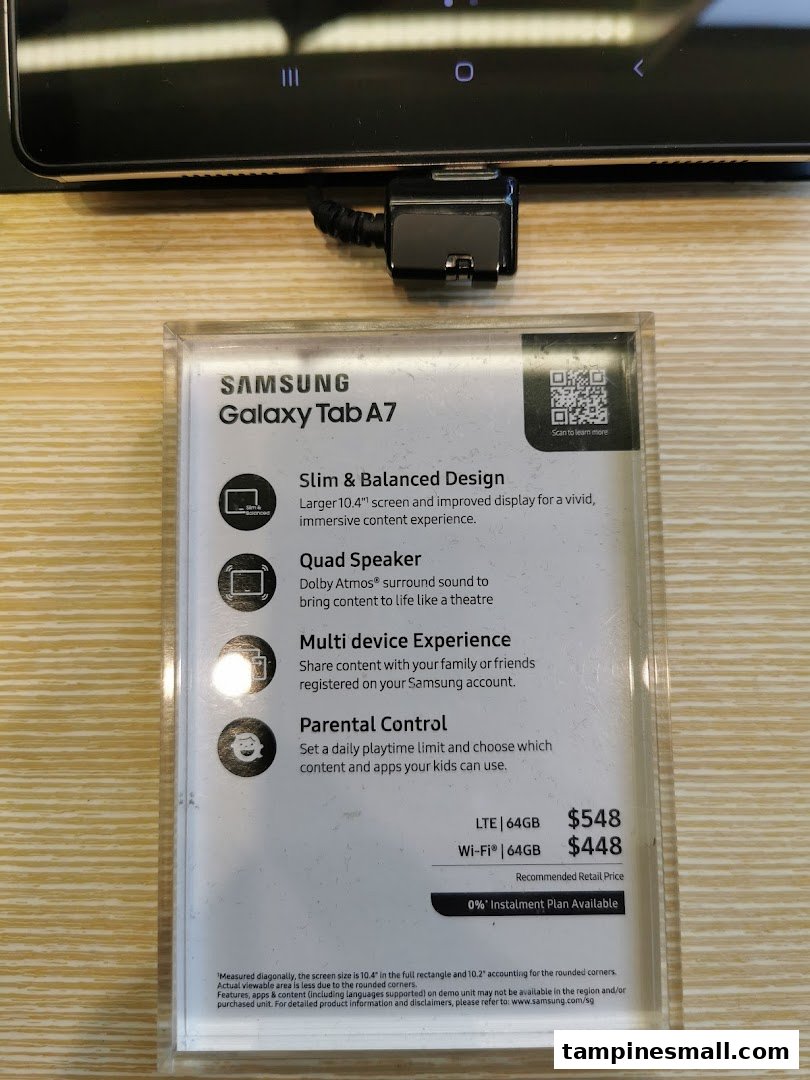 SAMSUNG
Galaxy Tab A7
Scan to learn more
Slim & Balanced
Slim & Balanced Design
Larger 10.4"¹ screen and improved display for a vivid,
immersive content experience.
Quad Speaker
Dolby Atmos® surround sound to
bring content to life like a theatre
Multi device Experience
Share content with your family or friends
registered on your Samsung account.
Parental Control
Set a daily playtime limit and choose which
content and apps your kids can use.
LTE | 64GB $548
Wi-Fi® | 64GB $448
Recommended Retail Price
0%* Instalment Plan Available
¹Measured diagonally, the screen size is 10.4" in the full rectangle and 10.2" accounting for the rounded corners.
Actual viewable area is less due to the rounded corners.
Features, apps & content (including languages supported) on demo unit may not be available in the region and/or
purchased unit. For detailed product information and disclaimers, please refer to: www.samsung.com/sg
tampinesmall.com